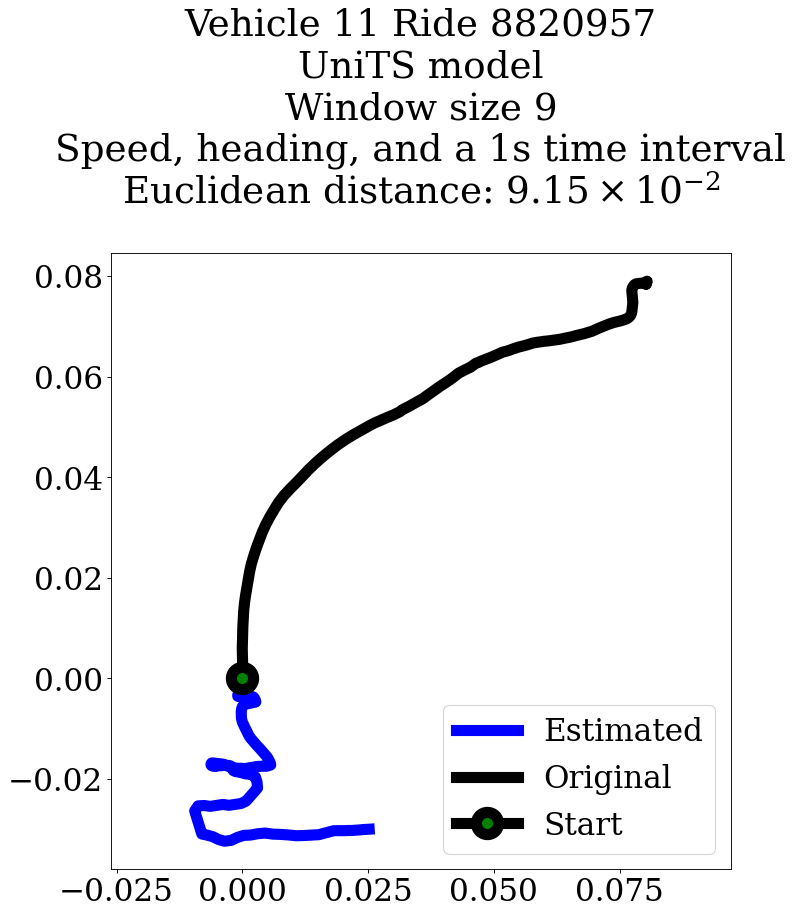 Vehicle 11 Ride 8820957
UniTS model
Window size 9
Speed, heading, and a 1s time interval
Euclidean distance: 9.15 × 10⁻²
0.08
0.06
0.04
0.02
0.00
−0.02
Estimated
Original
Start
−0.025 0.000 0.025 0.050 0.075